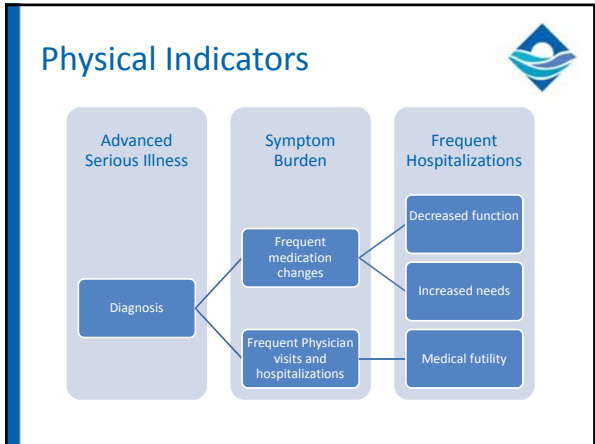 Physical Indicators
Advanced
Serious Illness
Symptom
Burden
Frequent
Hospitalizations
Diagnosis
Frequent
medication
changes
Frequent Physician
visits and
hospitalizations
Decreased function
Increased needs
Medical futility